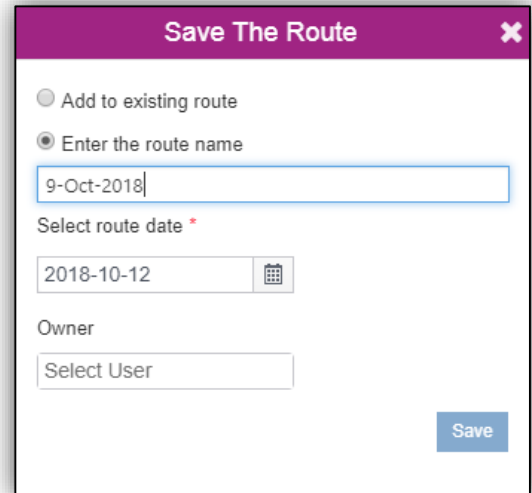 Save The Route
Add to existing route
Enter the route name
9-Oct-2018
Select route date *
2018-10-12
Owner
Select User
Save